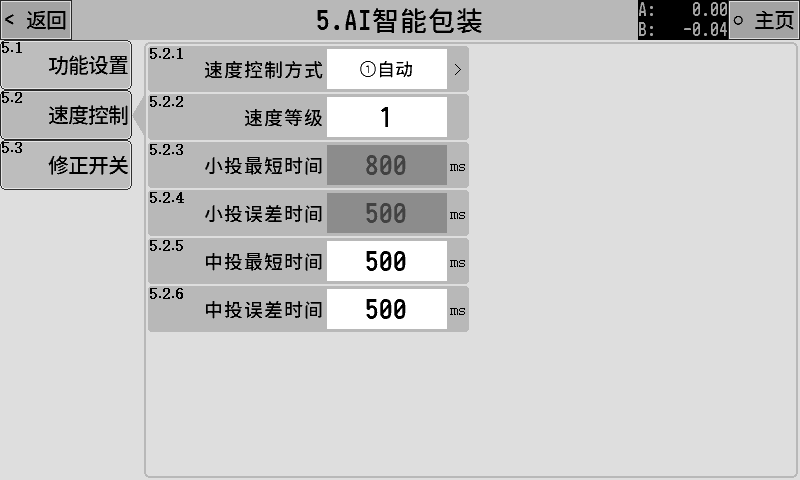 < 返回
5.AI智能包装
A: 0.00
B: -0.04
○ 主页
5.1 功能设置
5.2 速度控制
5.3 修正开关
5.2.1 速度控制方式 ①自动 >
5.2.2 速度等级 1
5.2.3 小投最短时间 800 ms
5.2.4 小投误差时间 500 ms
5.2.5 中投最短时间 500 ms
5.2.6 中投误差时间 500 ms